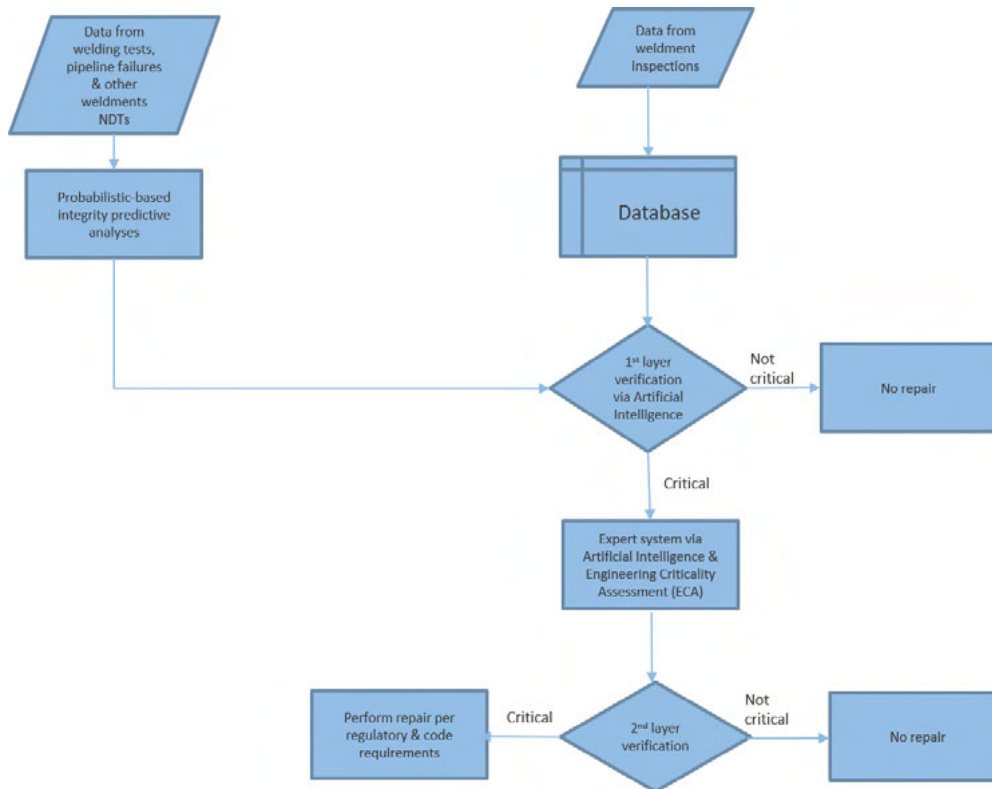 Data from
welding tests,
pipeline failures
& other
weldments
NDTs
Data from
weldment
Inspections
Probabilistic-based
integrity predictive
analyses
Database
1st layer
verification
via Artificial
Intelligence
Not
critical
No repair
Critical
Expert system via
Artificial Intelligence &
Engineering Criticality
Assessment (ECA)
Perform repair per
regulatory & code
requirements
Critical
2nd layer
verification
Not
critical
No repair